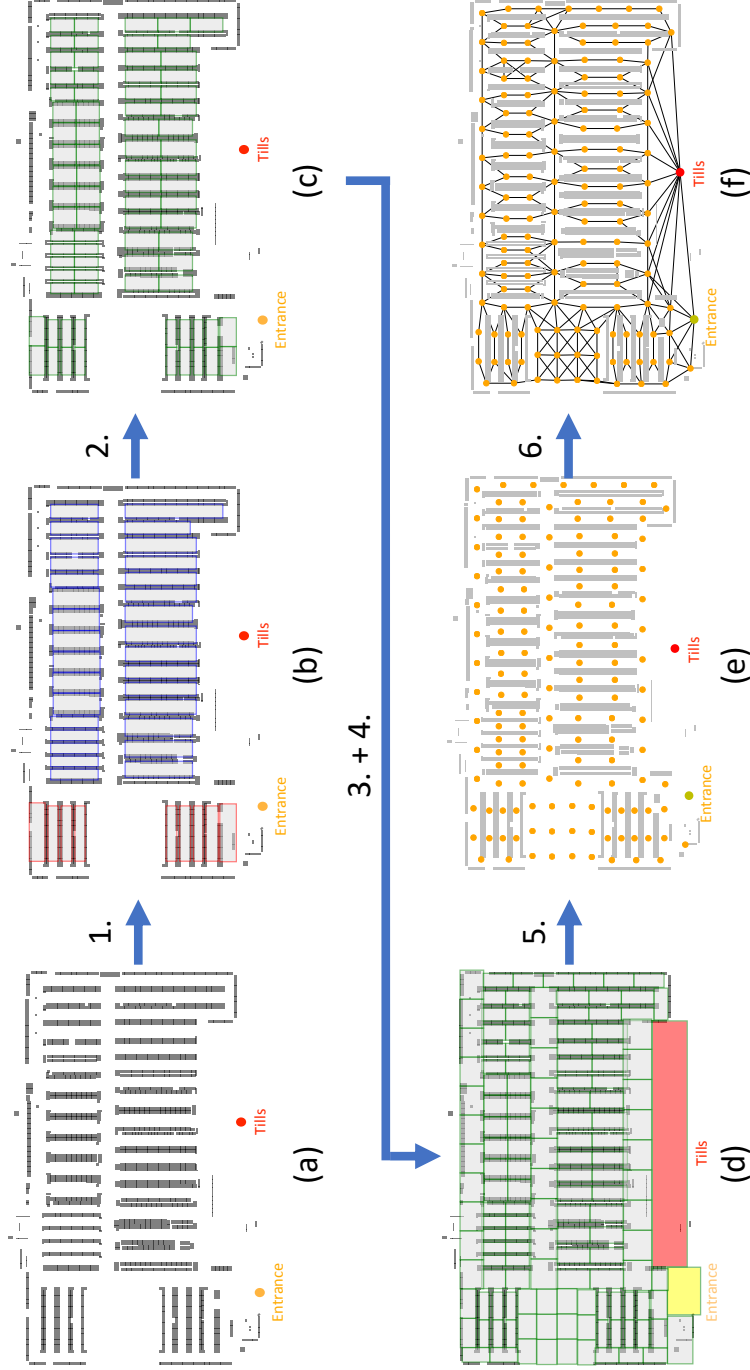 Entrance
Tills
(a)
1.
Entrance
Tills
(b)
2.
Entrance
Tills
(c)
3. + 4.
Entrance
Tills
(d)
5.
Entrance
Tills
(e)
6.
Entrance
Tills
(f)